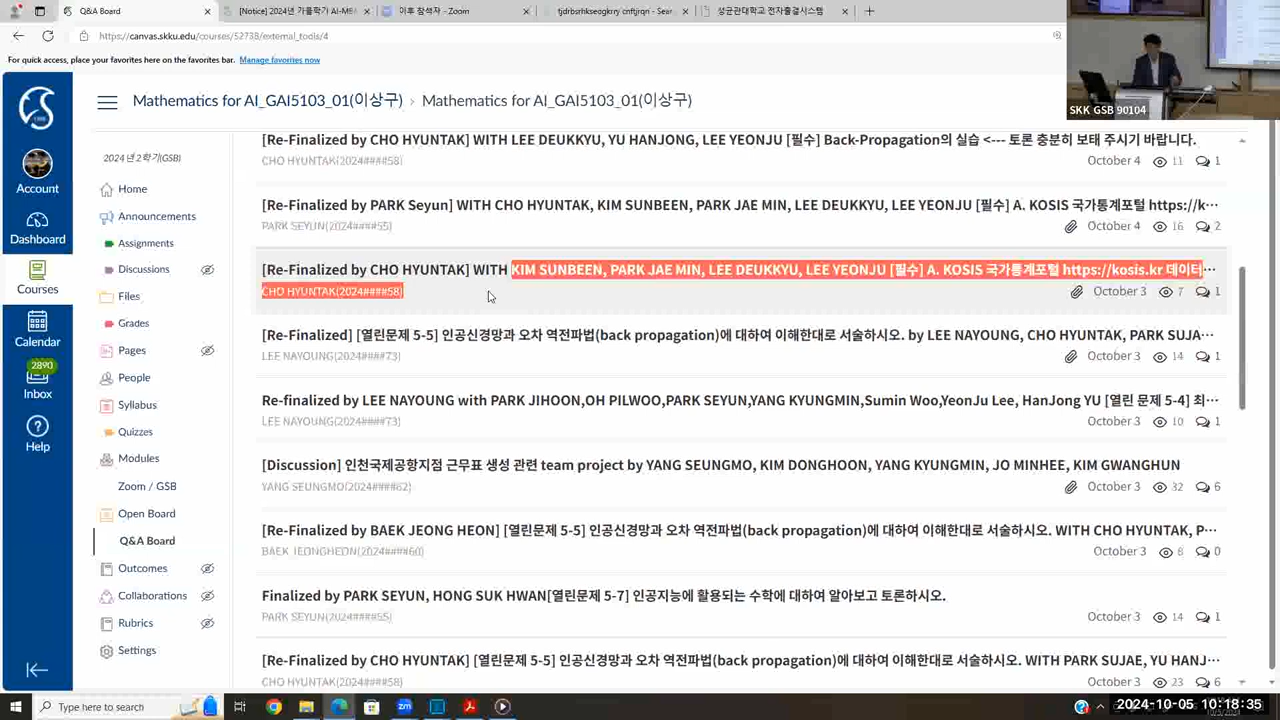 Q&A Board
[Notice] 2024년 가을학기 AI-MBA
이후 참석자 - Zoom
tjdrbsrhkseogkry cnftjrqn - Sear
성균관대학교 전자출결시스템
https://canvas.skku.edu/courses/52738/external_tools/4
For quick access, place your favorites here on the favorites bar. Manage favorites now
SKK GSB 90104
Mathematics for AI_GAI5103_01(이상구) › Mathematics for AI_GAI5103_01(이상구)
Account
Dashboard
Courses
Calendar
2890
Inbox
Help
2024년 2학기(GSB)
Home
Announcements
Assignments
Discussions
Files
Grades
Pages
People
Syllabus
Quizzes
Modules
Zoom / GSB
Open Board
Q&A Board
Outcomes
Collaborations
Rubrics
Settings
[Re-Finalized by CHO HYUNTAK] WITH LEE DEUKKYU, YU HANJONG, LEE YEONJU [필수] Back-Propagation의 실습 <--- 토론 충분히 보태 주시기 바랍니다.
CHO HYUNTAK(2024####58)
October 4 11 1
[Re-Finalized by PARK Seyun] WITH CHO HYUNTAK, KIM SUNBEEN, PARK JAE MIN, LEE DEUKKYU, LEE YEONJU [필수] A. KOSIS 국가통계포털 https://k···
PARK SEYUN(2024####55)
October 4 16 2
[Re-Finalized by CHO HYUNTAK] WITH KIM SUNBEEN, PARK JAE MIN, LEE DEUKKYU, LEE YEONJU [필수] A. KOSIS 국가통계포털 https://kosis.kr 데이터···
CHO HYUNTAK(2024####58)
October 3 7 1
[Re-Finalized] [열린문제 5-5] 인공신경망과 오차 역전파법(back propagation)에 대하여 이해한대로 서술하시오. by LEE NAYOUNG, CHO HYUNTAK, PARK SUJA···
LEE NAYOUNG(2024####73)
October 3 14 1
Re-finalized by LEE NAYOUNG with PARK JIHOON,OH PILWOO,PARK SEYUN,YANG KYUNGMIN,Sumin Woo,YeonJu Lee, HanJong YU [열린 문제 5-4] 최···
LEE NAYOUNG(2024####73)
October 3 10 1
[Discussion] 인천국제공항지점 근무표 생성 관련 team project by YANG SEUNGMO, KIM DONGHOON, YANG KYUNGMIN, JO MINHEE, KIM GWANGHUN
YANG SEUNGMO(2024####62)
October 3 32 6
[Re-Finalized by BAEK JEONG HEON] [열린문제 5-5] 인공신경망과 오차 역전파법(back propagation)에 대하여 이해한대로 서술하시오. WITH CHO HYUNTAK, P···
BAEK JEONGHEON(2024####60)
October 3 8 0
Finalized by PARK SEYUN, HONG SUK HWAN[열린문제 5-7] 인공지능에 활용되는 수학에 대하여 알아보고 토론하시오.
PARK SEYUN(2024####55)
October 3 14 1
[Re-Finalized by CHO HYUNTAK] [열린문제 5-5] 인공신경망과 오차 역전파법(back propagation)에 대하여 이해한대로 서술하시오. WITH PARK SUJAE, YU HANJ···
CHO HYUNTAK(2024####58)
October 3 23 6
Type here to search
2024-10-05 10:18:35